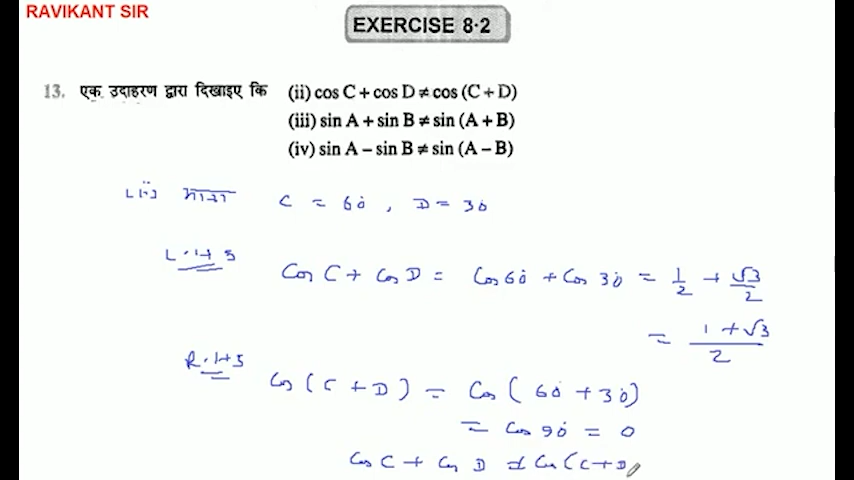 RAVIKANT SIR
EXERCISE 8·2
13. एक उदाहरण द्वारा दिखाइए कि (ii) cos C + cos D ≠ cos (C + D)
(iii) sin A + sin B ≠ sin (A + B)
(iv) sin A – sin B ≠ sin (A – B)
(ii) माना C = 60°, D = 30°
L.H.S
Cos C + Cos D = Cos 60° + Cos 30° = 1/2 + √3/2
= (1 + √3)/2
R.H.S
Cos (C + D) = Cos (60° + 30°)
= Cos 90° = 0
Cos C + Cos D ≠ Cos (C + D)